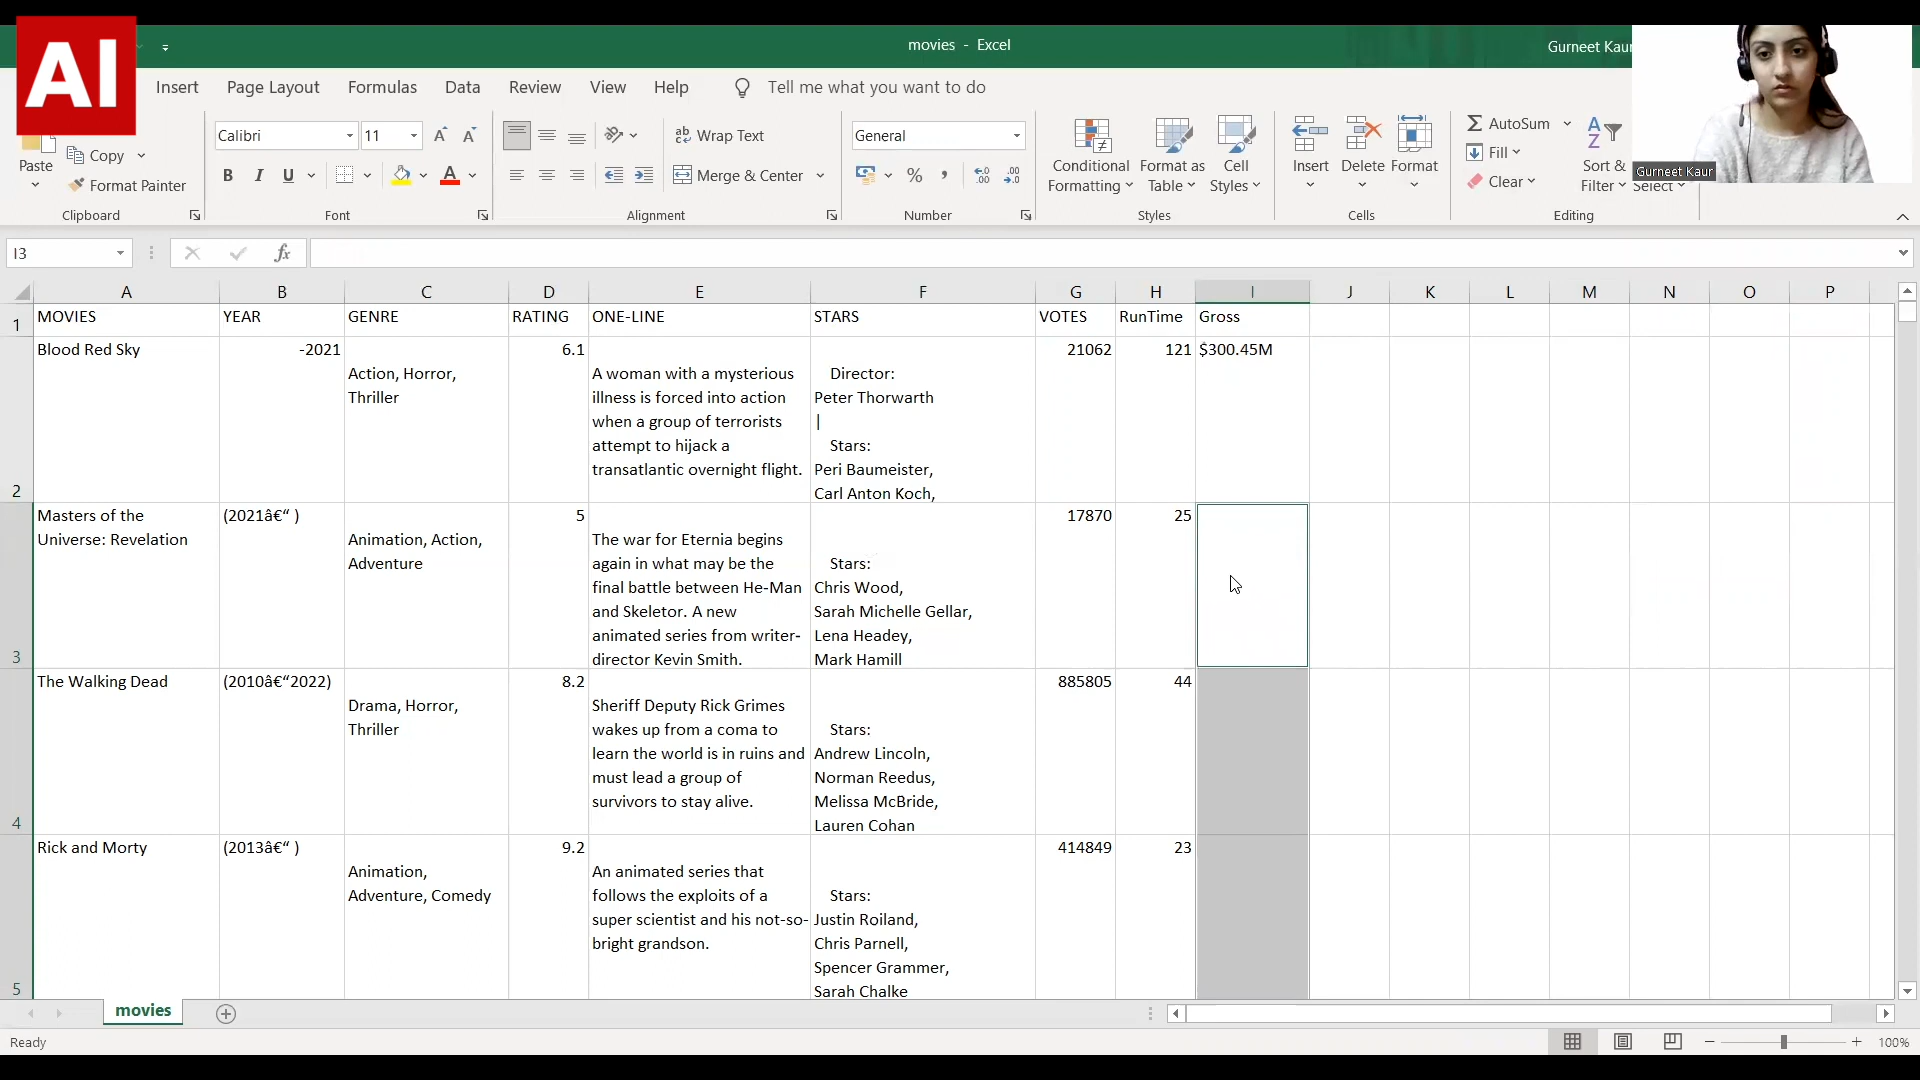 AI
movies - Excel
Gurneet Kaur
Insert Page Layout Formulas Data Review View Help Tell me what you want to do
Paste
Copy
Format Painter
Clipboard
Calibri 11
B I U
Font
ab Wrap Text
Merge & Center
Alignment
General
% ,
Number
Conditional Formatting
Format as Table
Cell Styles
Styles
Insert Delete Format
Cells
AutoSum
Fill
Clear
Sort & Filter
Select
Editing
Gurneet Kaur
I3
fx
A B C D E F G H I J K L M N O P
1 MOVIES YEAR GENRE RATING ONE-LINE STARS VOTES RunTime Gross
2
Blood Red Sky
-2021
Action, Horror,
Thriller
6.1
A woman with a mysterious
illness is forced into action
when a group of terrorists
attempt to hijack a
transatlantic overnight flight.
Director:
Peter Thorwarth
|
Stars:
Peri Baumeister,
Carl Anton Koch,
21062
121
$300.45M
3
Masters of the
Universe: Revelation
(2021â€“ )
Animation, Action,
Adventure
5
The war for Eternia begins
again in what may be the
final battle between He-Man
and Skeletor. A new
animated series from writer-
director Kevin Smith.
Stars:
Chris Wood,
Sarah Michelle Gellar,
Lena Headey,
Mark Hamill
17870
25
4
The Walking Dead
(2010â€“2022)
Drama, Horror,
Thriller
8.2
Sheriff Deputy Rick Grimes
wakes up from a coma to
learn the world is in ruins and
must lead a group of
survivors to stay alive.
Stars:
Andrew Lincoln,
Norman Reedus,
Melissa McBride,
Lauren Cohan
885805
44
5
Rick and Morty
(2013â€“ )
Animation,
Adventure, Comedy
9.2
An animated series that
follows the exploits of a
super scientist and his not-so-
bright grandson.
Stars:
Justin Roiland,
Chris Parnell,
Spencer Grammer,
Sarah Chalke
414849
23
movies
Ready
100%